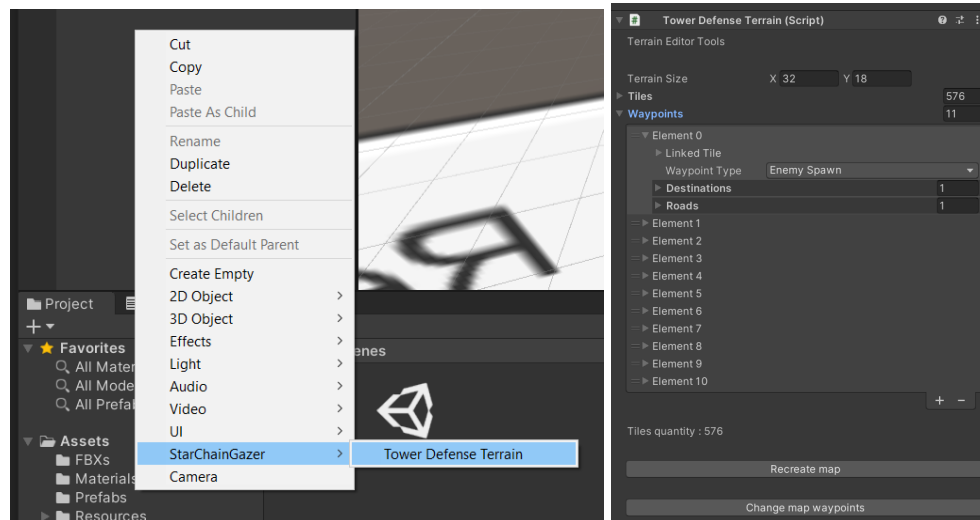 Cut
Copy
Paste
Paste As Child
Rename
Duplicate
Delete
Select Children
Set as Default Parent
Create Empty
2D Object
3D Object
Effects
Light
Audio
Video
UI
StarChainGazer
Camera
Tower Defense Terrain
Project
Favorites
All Mater
All Mode
All Prefa
Assets
FBXs
Materials
Prefabs
Resources
enes
Tower Defense Terrain (Script)
Terrain Editor Tools
Terrain Size X 32 Y 18
Tiles 576
Waypoints 11
Element 0
Linked Tile
Waypoint Type Enemy Spawn
Destinations 1
Roads 1
Element 1
Element 2
Element 3
Element 4
Element 5
Element 6
Element 7
Element 8
Element 9
Element 10
Tiles quantity : 576
Recreate map
Change map waypoints